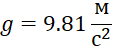 g = 9.81 м/с²